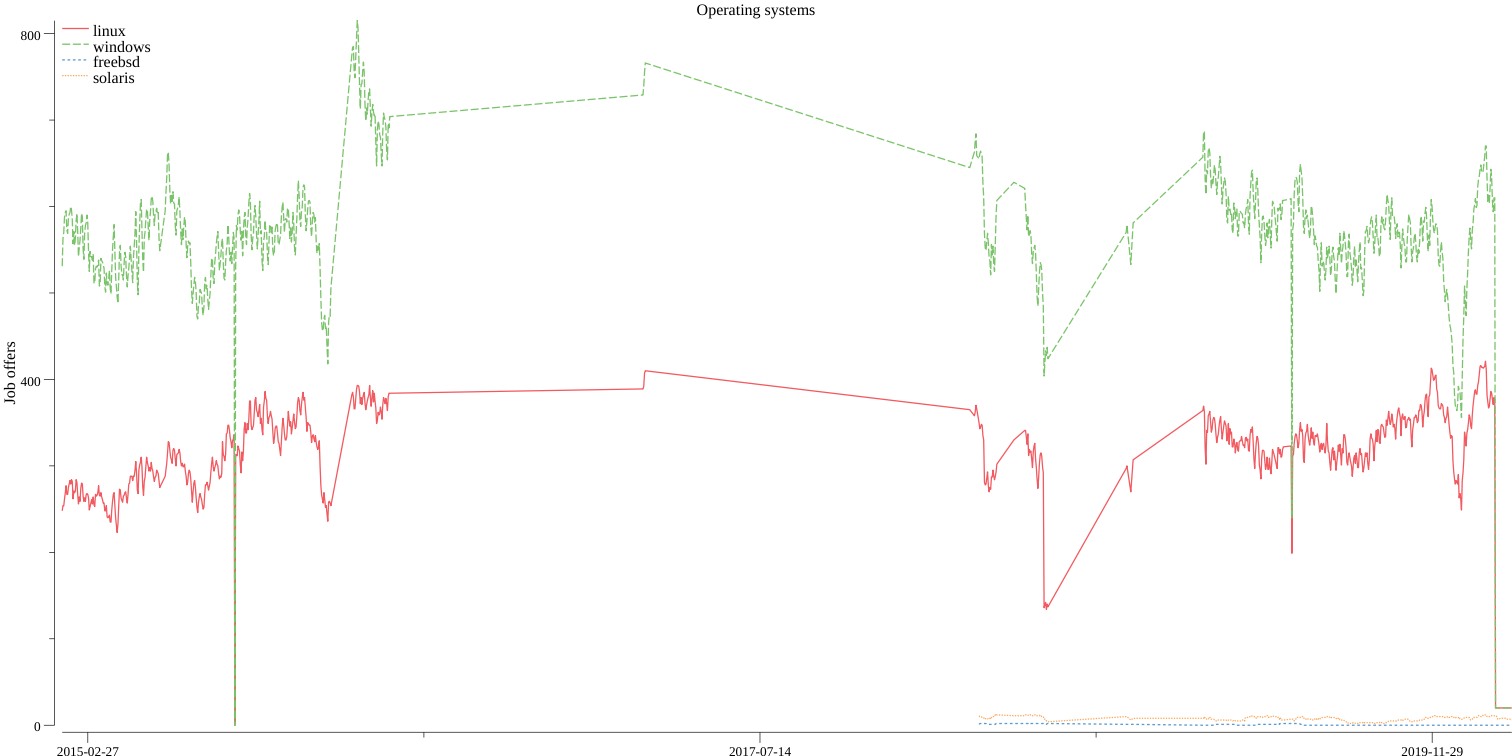 Operating systems
linux
windows
freebsd
solaris
800
400
0
Job offers
2015-02-27
2017-07-14
2019-11-29